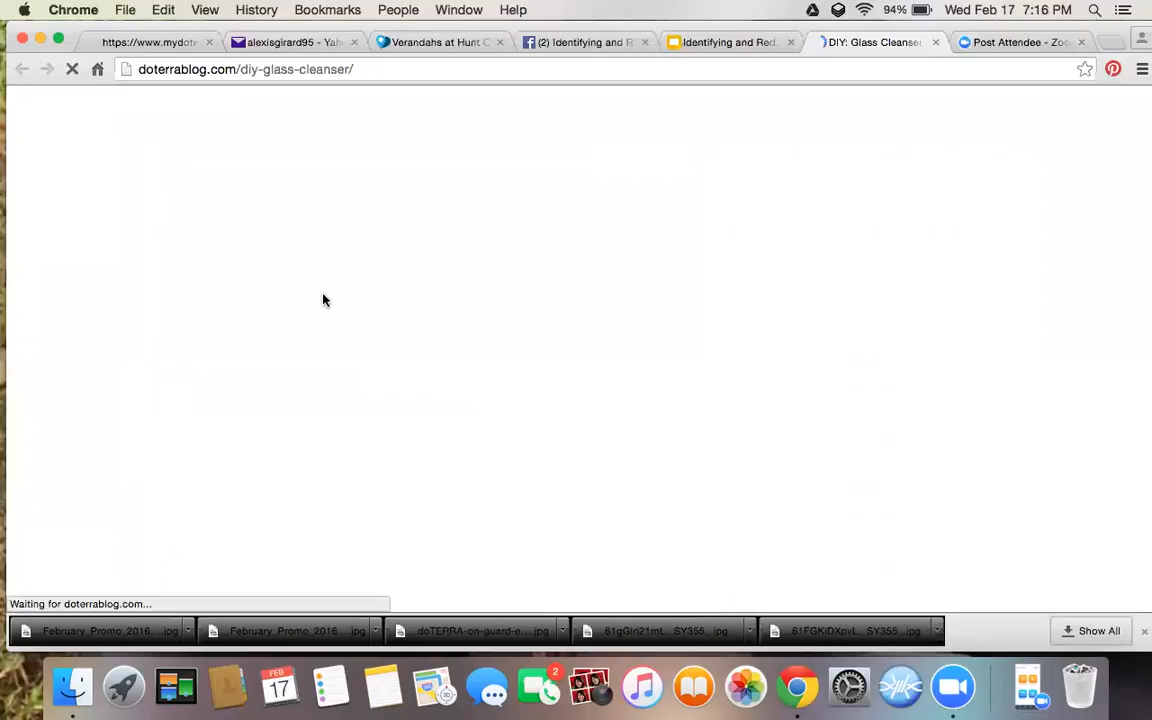 Chrome File Edit View History Bookmarks People Window Help 94% Wed Feb 17 7:16 PM
https://www.mydote alexisgirard95 - Yah Verandahs at Hunt C (2) Identifying and R Identifying and Red DIY: Glass Cleanser Post Attendee - Zoo
doterrablog.com/diy-glass-cleanser/
Waiting for doterrablog.com...
February_Promo_2016....jpg February_Promo_2016....jpg doTERRA-on-guard-e....jpg 61gGlri21mL._SY355_.jpg 61FGKiDXpvL._SY355_.jpg Show All
FEB
17
2